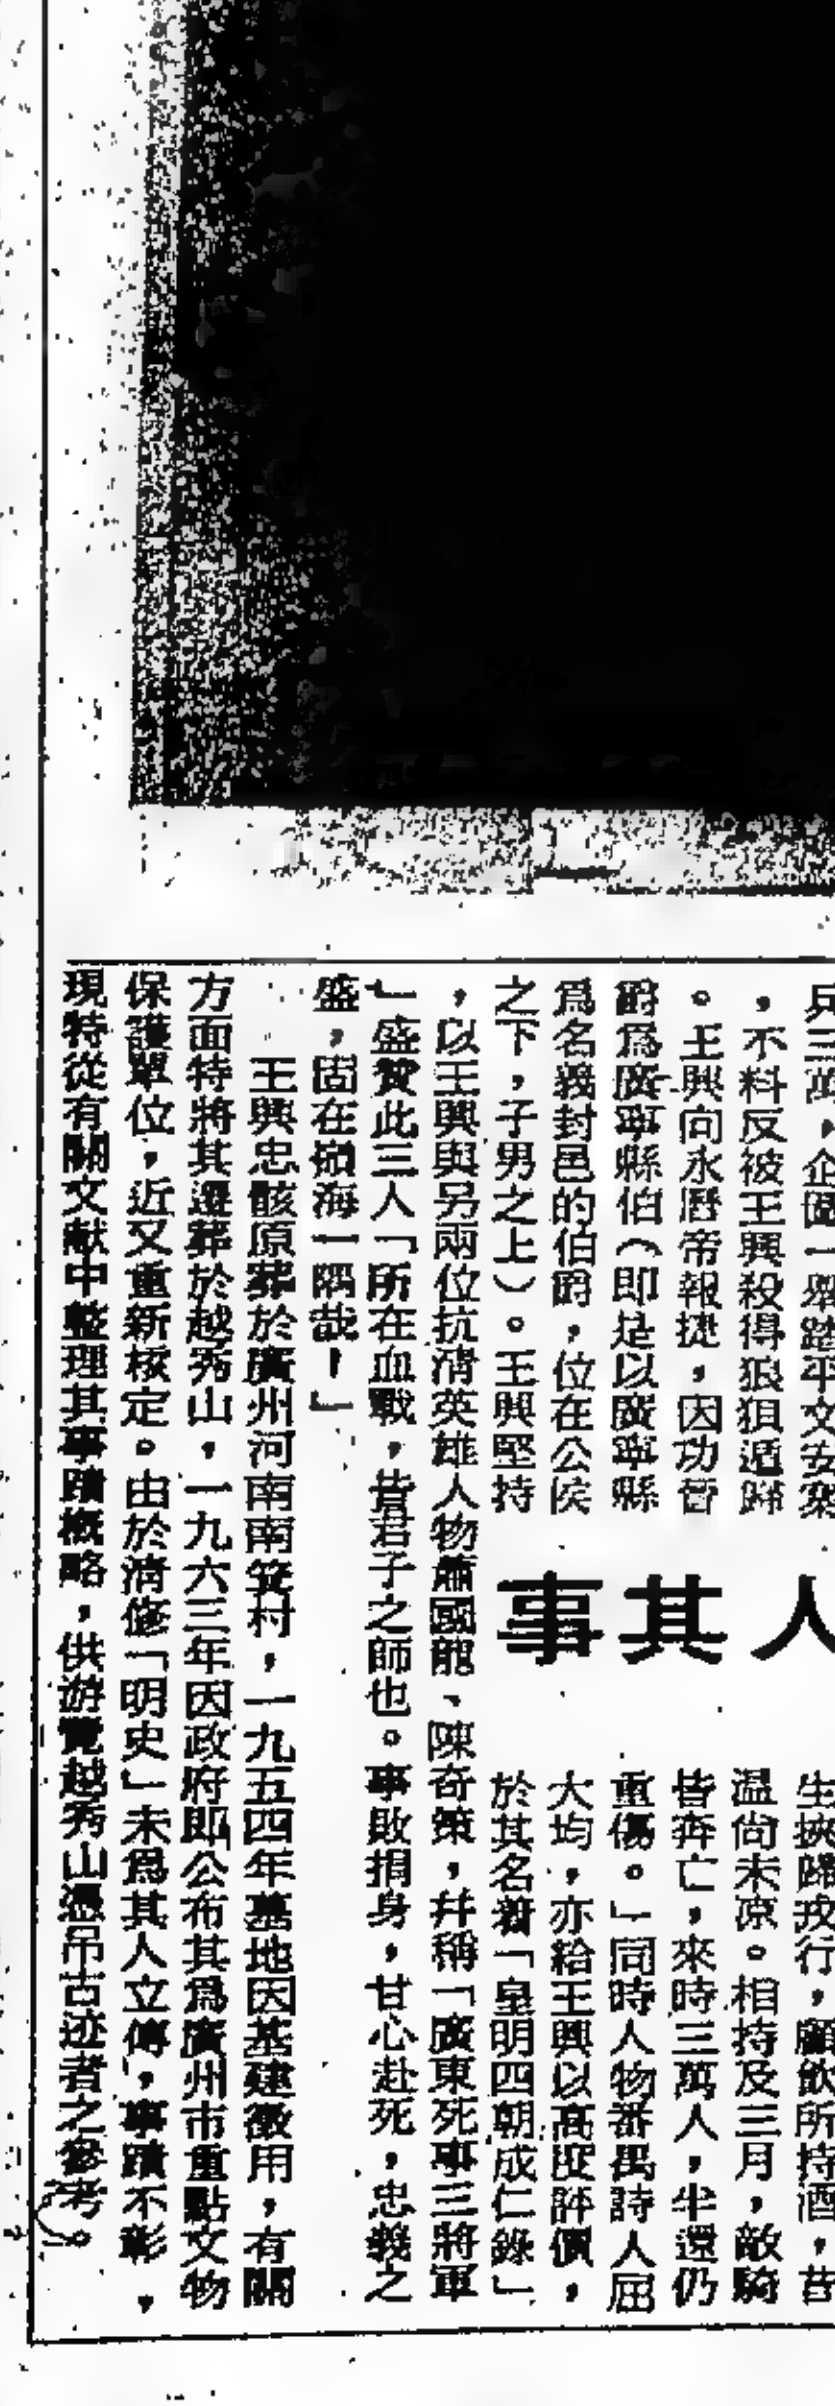 兵三萬，企圖一舉踏平文安寨
，不料反被王興殺得狼狽遁歸
。王興向永曆帝報捷，因功晉
爵爲廣寧縣伯（即是以廣寧縣
爲名義封邑的伯爵，位在公侯
之下，子男之上）。王興堅持
人其事
生挾歸戎行，顧飲所持酒，昔
温尚未凉。相持及三月，敵騎
皆奔亡，來時三萬人，半還仍
重傷。」同時人物番禺詩人屈
大均，亦給王興以高度評價，
於其名着「皇明四朝成仁錄」
，以王興與另兩位抗清英雄人物蕭國龍、陳奇策，幷稱「廣東死事三將軍
」盛贊此三人「所在血戰，皆君子之師也。事敗捐身，甘心赴死，忠義之
盛，固在嶺海一隅哉！」
王興忠骸原葬於廣州河南南箕村，一九五四年墓地因基建徵用，有關
方面特將其遷葬於越秀山，一九六三年因政府即公布其爲廣州市重點文物
保護單位，近又重新核定。由於清修「明史」未爲其人立傳，事蹟不彰，
現特從有關文献中整理其事蹟概略，供游覽越秀山憑吊古迹者之參考。